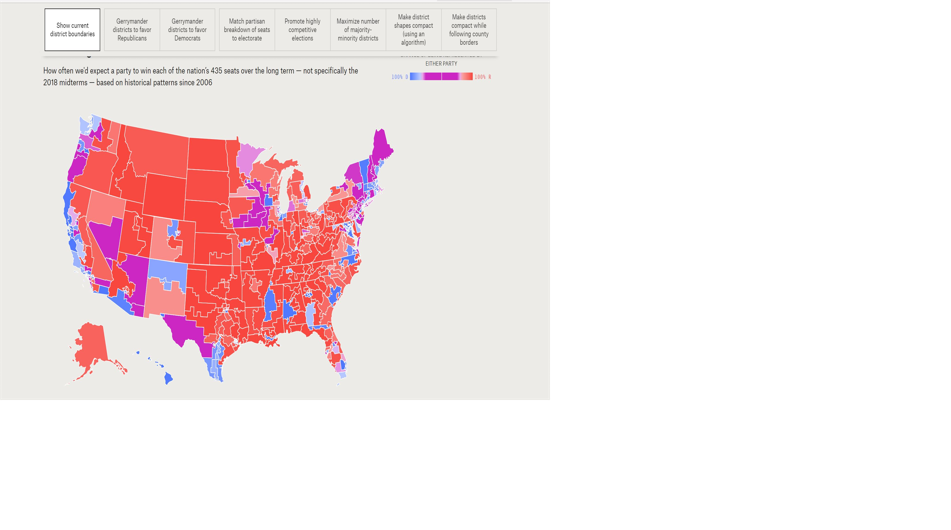 Show current
district boundaries
Gerrymander
districts to favor
Republicans
Gerrymander
districts to favor
Democrats
Match partisan
breakdown of seats
to electorate
Promote highly
competitive
elections
Maximize number
of majority-
minority districts
Make district
shapes compact
(using an
algorithm)
Make districts
compact while
following county
borders
EITHER PARTY
How often we'd expect a party to win each of the nation's 435 seats over the long term — not specifically the
2018 midterms — based on historical patterns since 2006
100% D
100% R